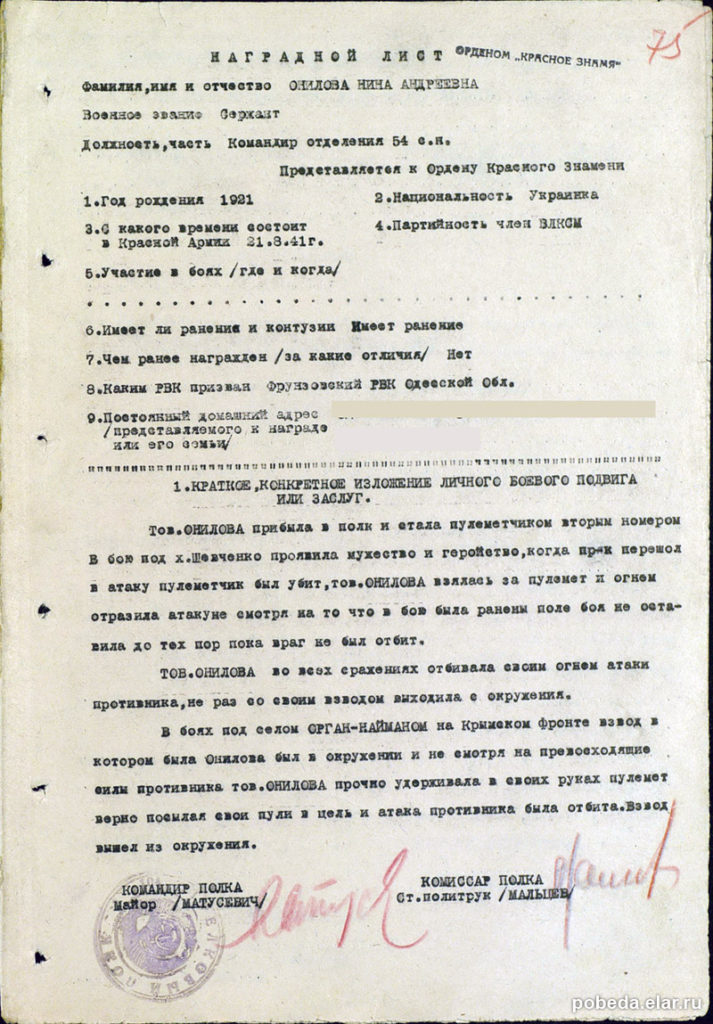 75
НАГРАДНОЙ ЛИСТ ОРДЕНОМ „КРАСНОЕ ЗНАМЯ"
Фамилия,имя и отчество ОНИЛОВА НИНА АНДРЕЕВНА
Военное звание Сержант
Должность,часть Командир отделения 54 с.п.
Представляется к Ордену Красного Знамени
1.Год рождения 1921 2.Национальность Украинка
3.С какого времени состоит 4.Партийность член ВЛКСМ
в Красной Армии 21.8.41г.
5.Участие в боях /где и когда/
6.Имеет ли ранения и контузии Имеет ранение
7.Чем ранее награжден /за какие отличия/ Нет
8.Каким РВК призван Фрунзовский РВК Одесской Обл.
9.Постоянный домашний адрес
/представляемого к награде
или его семьи/
1.КРАТКОЕ,КОНКРЕТНОЕ ИЗЛОЖЕНИЕ ЛИЧНОГО БОЕВОГО ПОДВИГА
ИЛИ ЗАСЛУГ.
Тов.ОНИЛОВА прибыла в полк и стала пулеметчиком вторым номером
В бою под х.Шевченко проявила мужество и геройство,когда пр-к перешол
в атаку пулеметчик был убит,тов.ОНИЛОВА взялась за пулемет и огнем
отразила атакуне смотря на то что в бою была ранены поле боя не оста-
вила до тех пор пока враг не был отбит.
ТОВ.ОНИЛОВА во всех сражениях отбивала своим огнем атаки
противника,не раз со своим взводом выходила с окружения.
В боях под селом ОРГАН-НАЙМАНОМ на Крымском фронте взвод в
котором была Онилова был в окружении и не смотря на превосходящие
силы противника тов.ОНИЛОВА прочно удерживала в своих руках пулемет
верно посылая свои пули в цель и атака противника была отбита.Взвод
вышел из окружения.
КОМАНДИР ПОЛКА КОМИССАР ПОЛКА
майор /МАТУСЕВИЧ/ Ст.политрук /МАЛЬЦЕВ/
pobeda.elar.ru